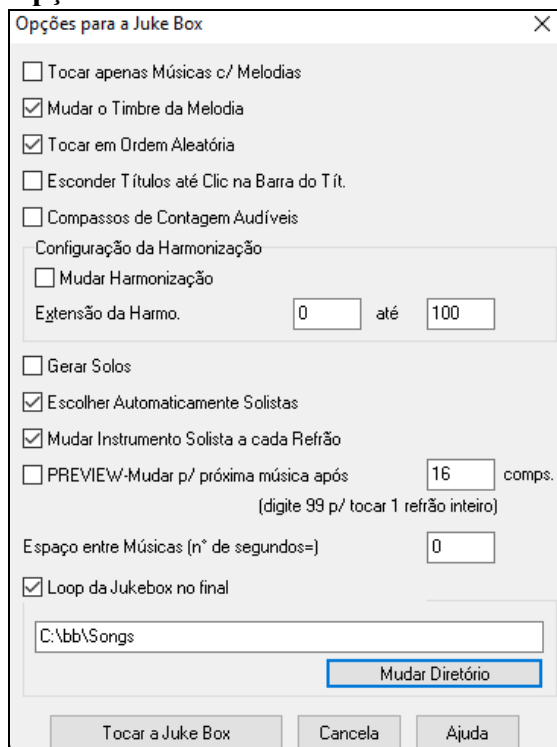 Opções para a Juke Box
Tocar apenas Músicas c/ Melodias
Mudar o Timbre da Melodia
Tocar em Ordem Aleatória
Esconder Títulos até Clic na Barra do Tít.
Compassos de Contagem Audíveis
Configuração da Harmonização
Mudar Harmonização
Extensão da Harmo. 0 até 100
Gerar Solos
Escolher Automaticamente Solistas
Mudar Instrumento Solista a cada Refrão
PREVIEW-Mudar p/ próxima música após 16 comps.
(digite 99 p/ tocar 1 refrão inteiro)
Espaço entre Músicas (n° de segundos=) 0
Loop da Jukebox no final
C:\bb\Songs
Mudar Diretório
Tocar a Juke Box Cancela Ajuda